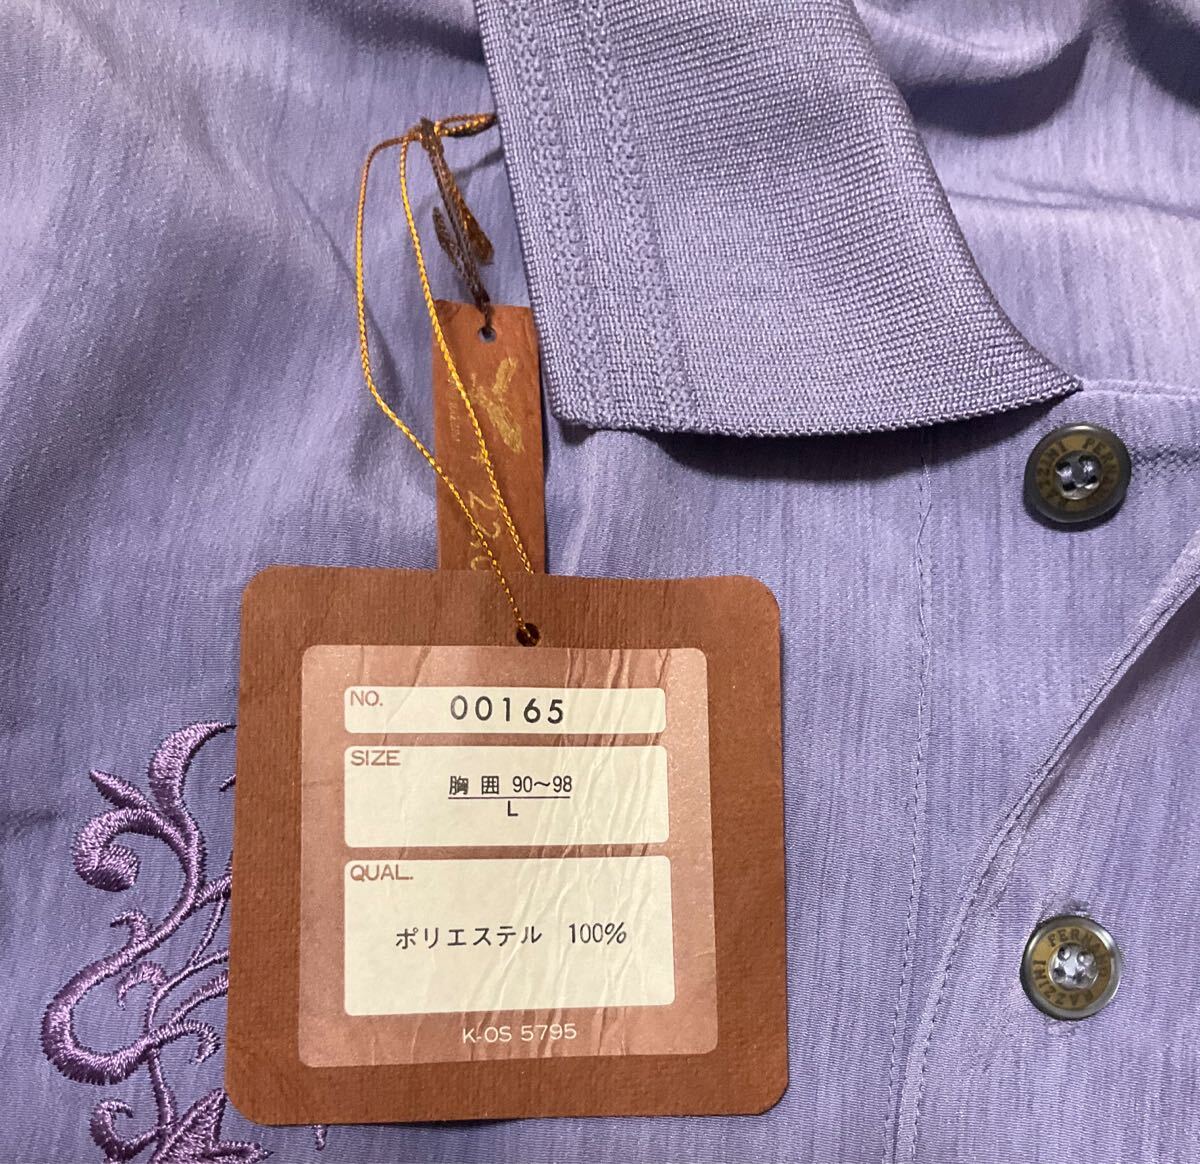 NO. 00165
SIZE
胸囲 90～98
L
QUAL.
ポリエステル 100%
K-OS 5795